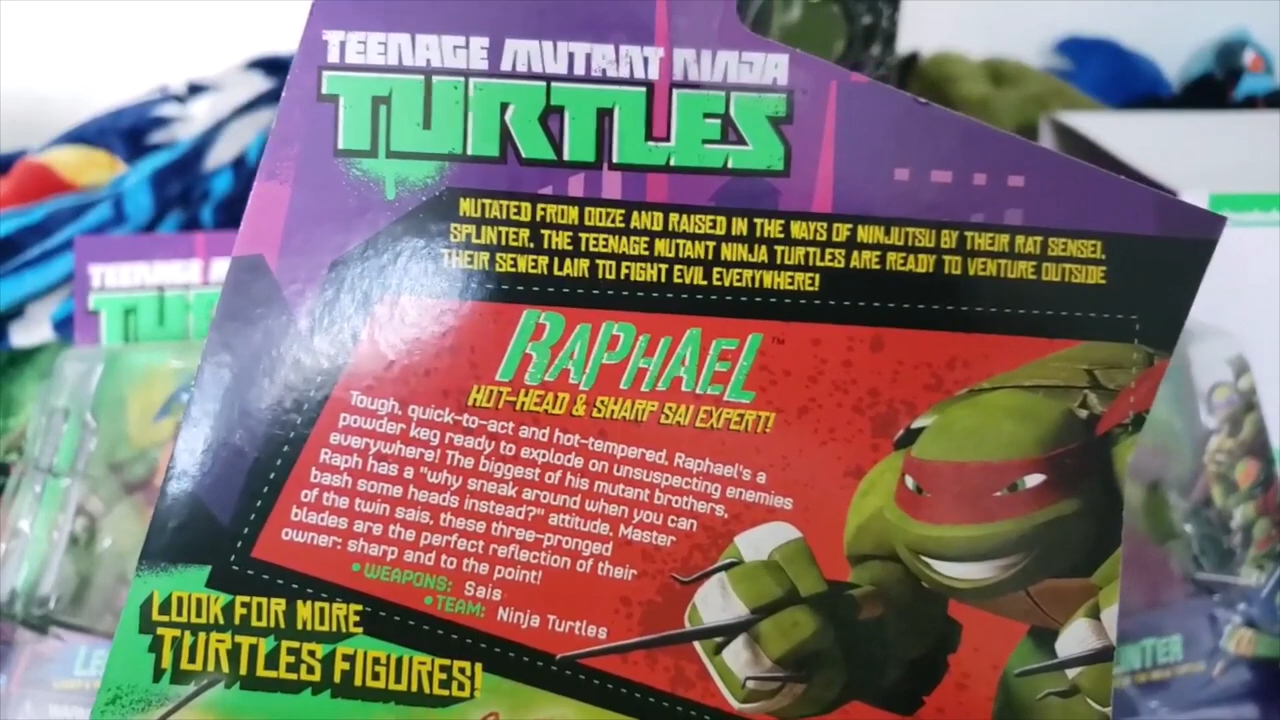 TEENAGE MUTANT NINJA
TURTLES
MUTATED FROM OOZE AND RAISED IN THE WAYS OF NINJUTSU BY THEIR RAT SENSEI,
SPLINTER, THE TEENAGE MUTANT NINJA TURTLES ARE READY TO VENTURE OUTSIDE
THEIR SEWER LAIR TO FIGHT EVIL EVERYWHERE!
RAPHAEL™
HOT-HEAD & SHARP SAI EXPERT!
Tough, quick-to-act and hot-tempered, Raphael's a
powder keg ready to explode on unsuspecting enemies
everywhere! The biggest of his mutant brothers,
Raph has a "why sneak around when you can
bash some heads instead?" attitude. Master
of the twin sais, these three-pronged
blades are the perfect reflection of their
owner: sharp and to the point!
• WEAPONS: Sais
• TEAM: Ninja Turtles
LOOK FOR MORE
TURTLES FIGURES!
TEENAGE